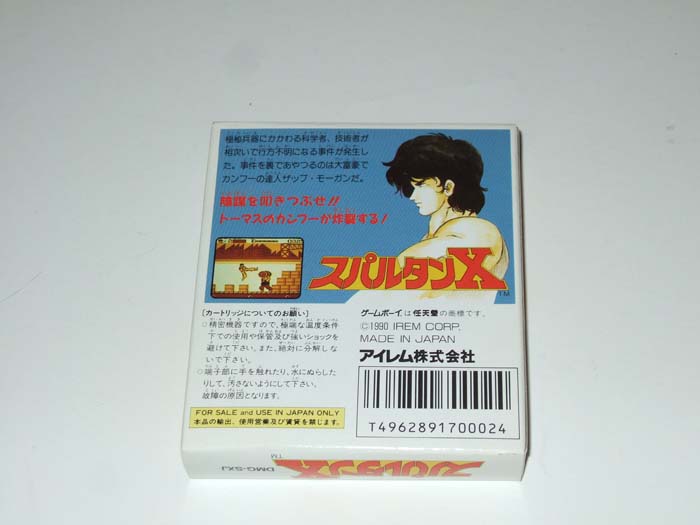 極秘兵器にかかわる科学者、技術者が
相次いで行方不明になる事件が発生し
た。事件を裏であやつるのは大富豪で
カンフーの達人ザップ・モーガンだ。
陰謀を叩きつぶせ!!
トーマスのカンフーが炸裂する!
スパルタンX
TM
[カートリッジについてのお願い]
○精密機器ですので、極端な温度条件
下での使用や保管及び強いショックを
避けて下さい。また、絶対に分解しな
いで下さい。
○端子部に手を触れたり、水にぬらした
りして、汚さないようにして下さい。
故障の原因となります。
FOR SALE and USE IN JAPAN ONLY
本品の輸出、使用営業及び賃貸を禁じます。
ゲームボーイは任天堂の商標です。
©1990 IREM CORP.
MADE IN JAPAN
アイレム株式会社
T4962891700024
DMG-SXJ
スパルタンX
TM